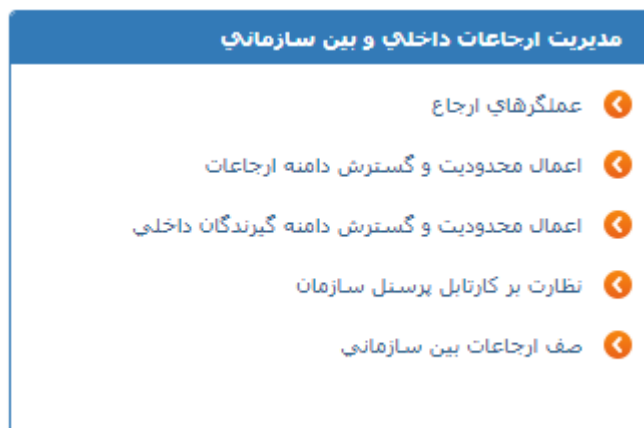 مديريت ارجاعات داخلي و بين سازماني
عملگرهاي ارجاع
اعمال محدوديت و گسترش دامنه ارجاعات
اعمال محدوديت و گسترش دامنه گيرندگان داخلي
نظارت بر کارتابل پرسنل سازمان
صف ارجاعات بين سازماني